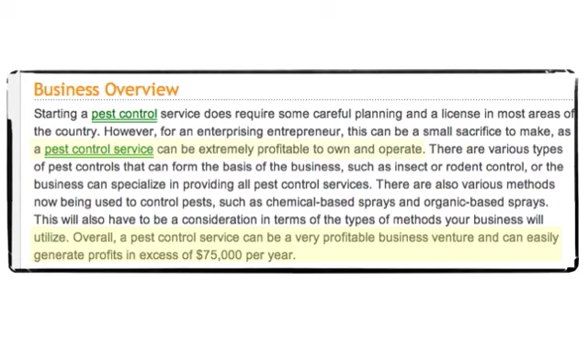 Business Overview
Starting a pest control service does require some careful planning and a license in most areas of
the country. However, for an enterprising entrepreneur, this can be a small sacrifice to make, as
a pest control service can be extremely profitable to own and operate. There are various types
of pest controls that can form the basis of the business, such as insect or rodent control, or the
business can specialize in providing all pest control services. There are also various methods
now being used to control pests, such as chemical-based sprays and organic-based sprays.
This will also have to be a consideration in terms of the types of methods your business will
utilize. Overall, a pest control service can be a very profitable business venture and can easily
generate profits in excess of $75,000 per year.